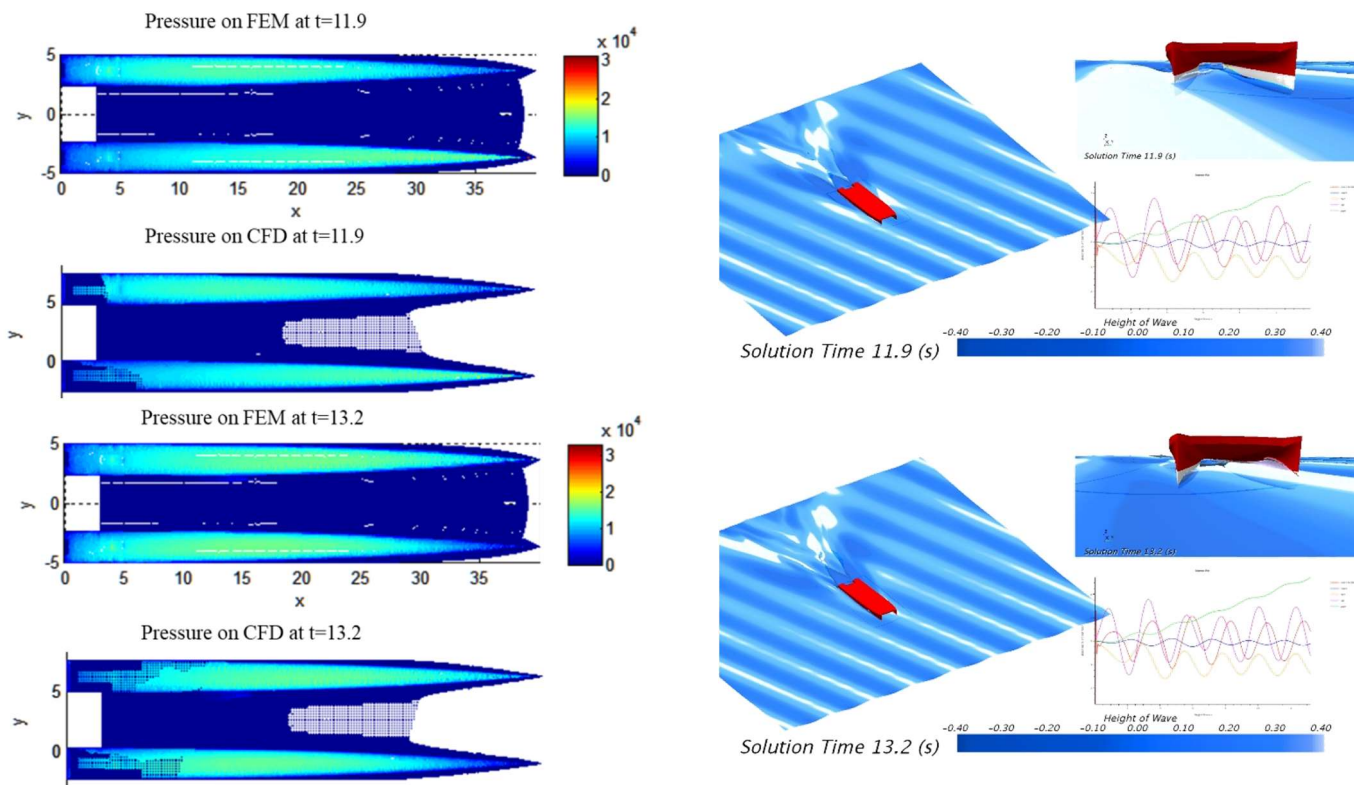 Pressure on FEM at t=11.9
x 10^4
5
0
-5
y
3
2
1
0
0 5 10 15 20 25 30 35
x
Pressure on CFD at t=11.9
5
0
y
Pressure on FEM at t=13.2
x 10^4
5
0
-5
y
3
2
1
0
0 5 10 15 20 25 30 35
x
Pressure on CFD at t=13.2
5
0
y
Solution Time 11.9 (s)
Height of Wave
-0.40 -0.30 -0.20 -0.10 0.00 0.10 0.20 0.30 0.40
Solution Time 11.9 (s)
Solution Time 13.2 (s)
Height of Wave
-0.40 -0.30 -0.20 -0.10 0.00 0.10 0.20 0.30 0.40
Solution Time 13.2 (s)